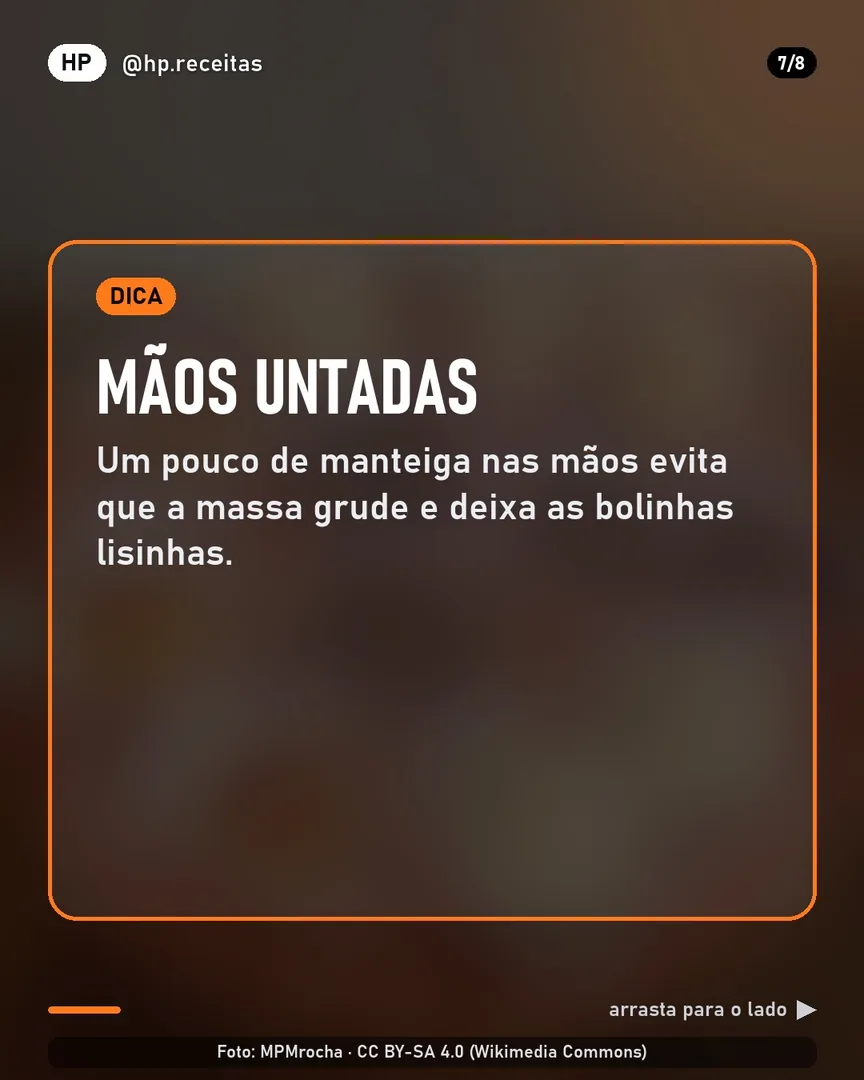 HP @hp.receitas 7/8
DICA
MÃOS UNTADAS
Um pouco de manteiga nas mãos evita
que a massa grude e deixa as bolinhas
lisinhas.
arrasta para o lado ▶
Foto: MPMrocha · CC BY-SA 4.0 (Wikimedia Commons)